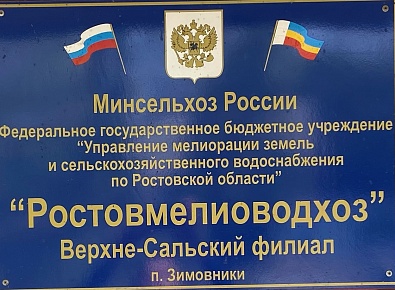 Минсельхоз России
Федеральное государственное бюджетное учреждение
“Управление мелиорации земель
и сельскохозяйственного водоснабжения
по Ростовской области”
“Ростовмелиоводхоз”
Верхне-Сальский филиал
п. Зимовники